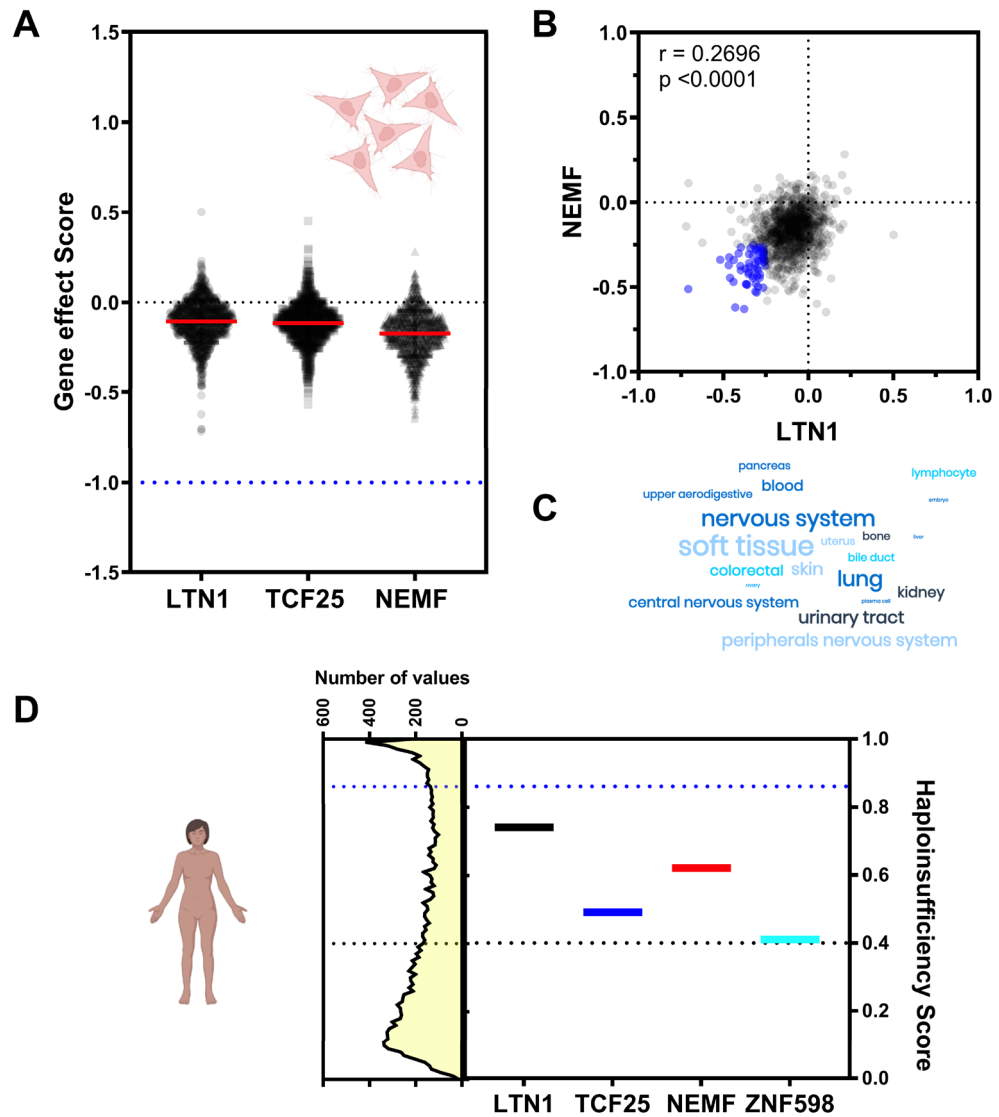 A
1.5
1.0
0.5
0.0
-0.5
-1.0
-1.5
Gene effect Score
LTN1 TCF25 NEMF
B
r = 0.2696
p <0.0001
1.0
0.5
0.0
-0.5
-1.0
NEMF
-1.0 -0.5 0.0 0.5 1.0
LTN1
C
pancreas
lymphocyte
blood
upper aerodigestive
embryo
nervous system
bone
liver
soft tissue
uterus
bile duct
colorectal
skin
lung
ovary
kidney
central nervous system
plasma cell
urinary tract
peripherals nervous system
D
Number of values
600 400 200 0
1.0
0.8
0.6
0.4
0.2
0.0
Haploinsufficiency Score
LTN1 TCF25 NEMF ZNF598